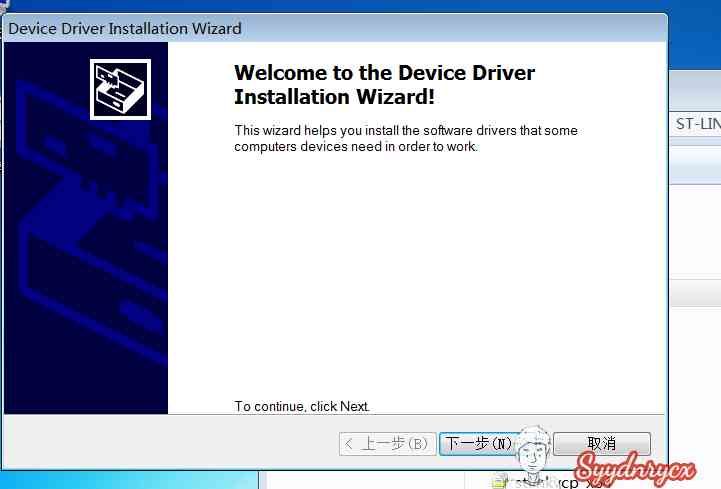 Device Driver Installation Wizard
Welcome to the Device Driver
Installation Wizard!
This wizard helps you install the software drivers that some
computers devices need in order to work.
ST-LIN
To continue, click Next.
< 上一步(B)
下一步(N)
取消
Syydnrycx